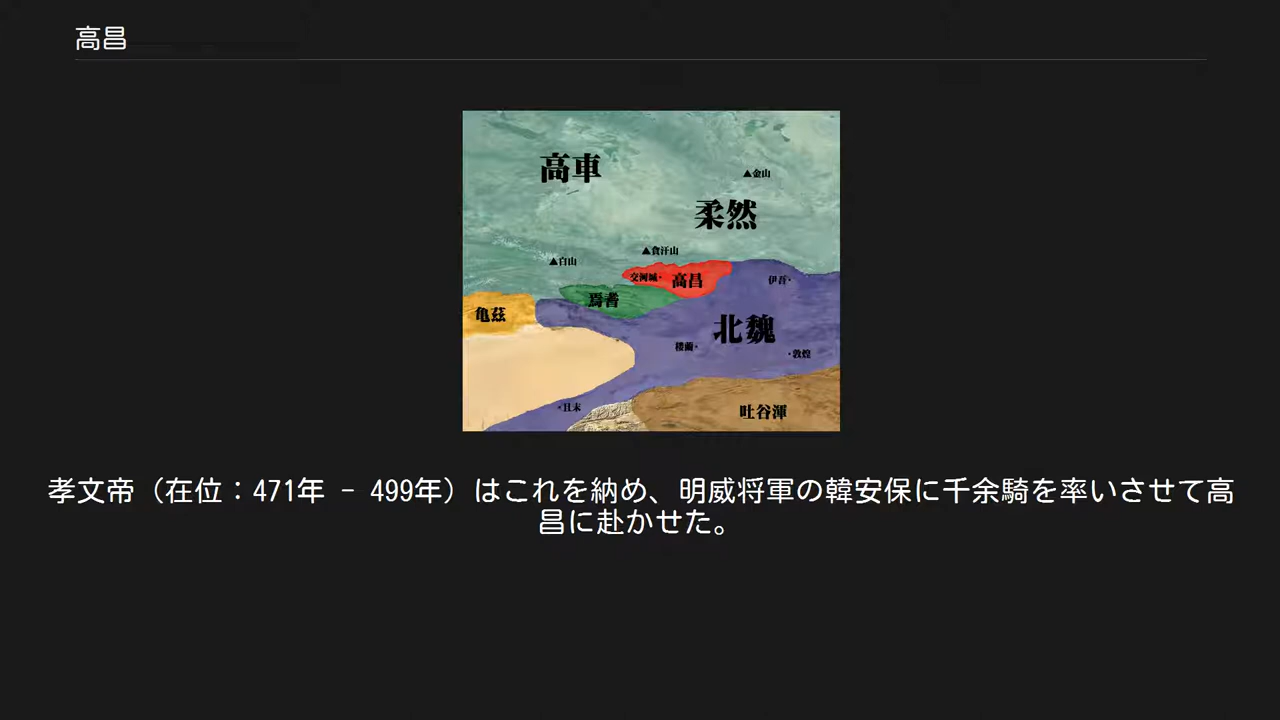 高昌
高車
▲金山
柔然
▲貪汗山
▲白山
交河城・
高昌
伊吾・
焉耆
亀茲
北魏
楼蘭・
・敦煌
・且末
吐谷渾
孝文帝（在位：471年 - 499年）はこれを納め、明威将軍の韓安保に千余騎を率いさせて高
昌に赴かせた。